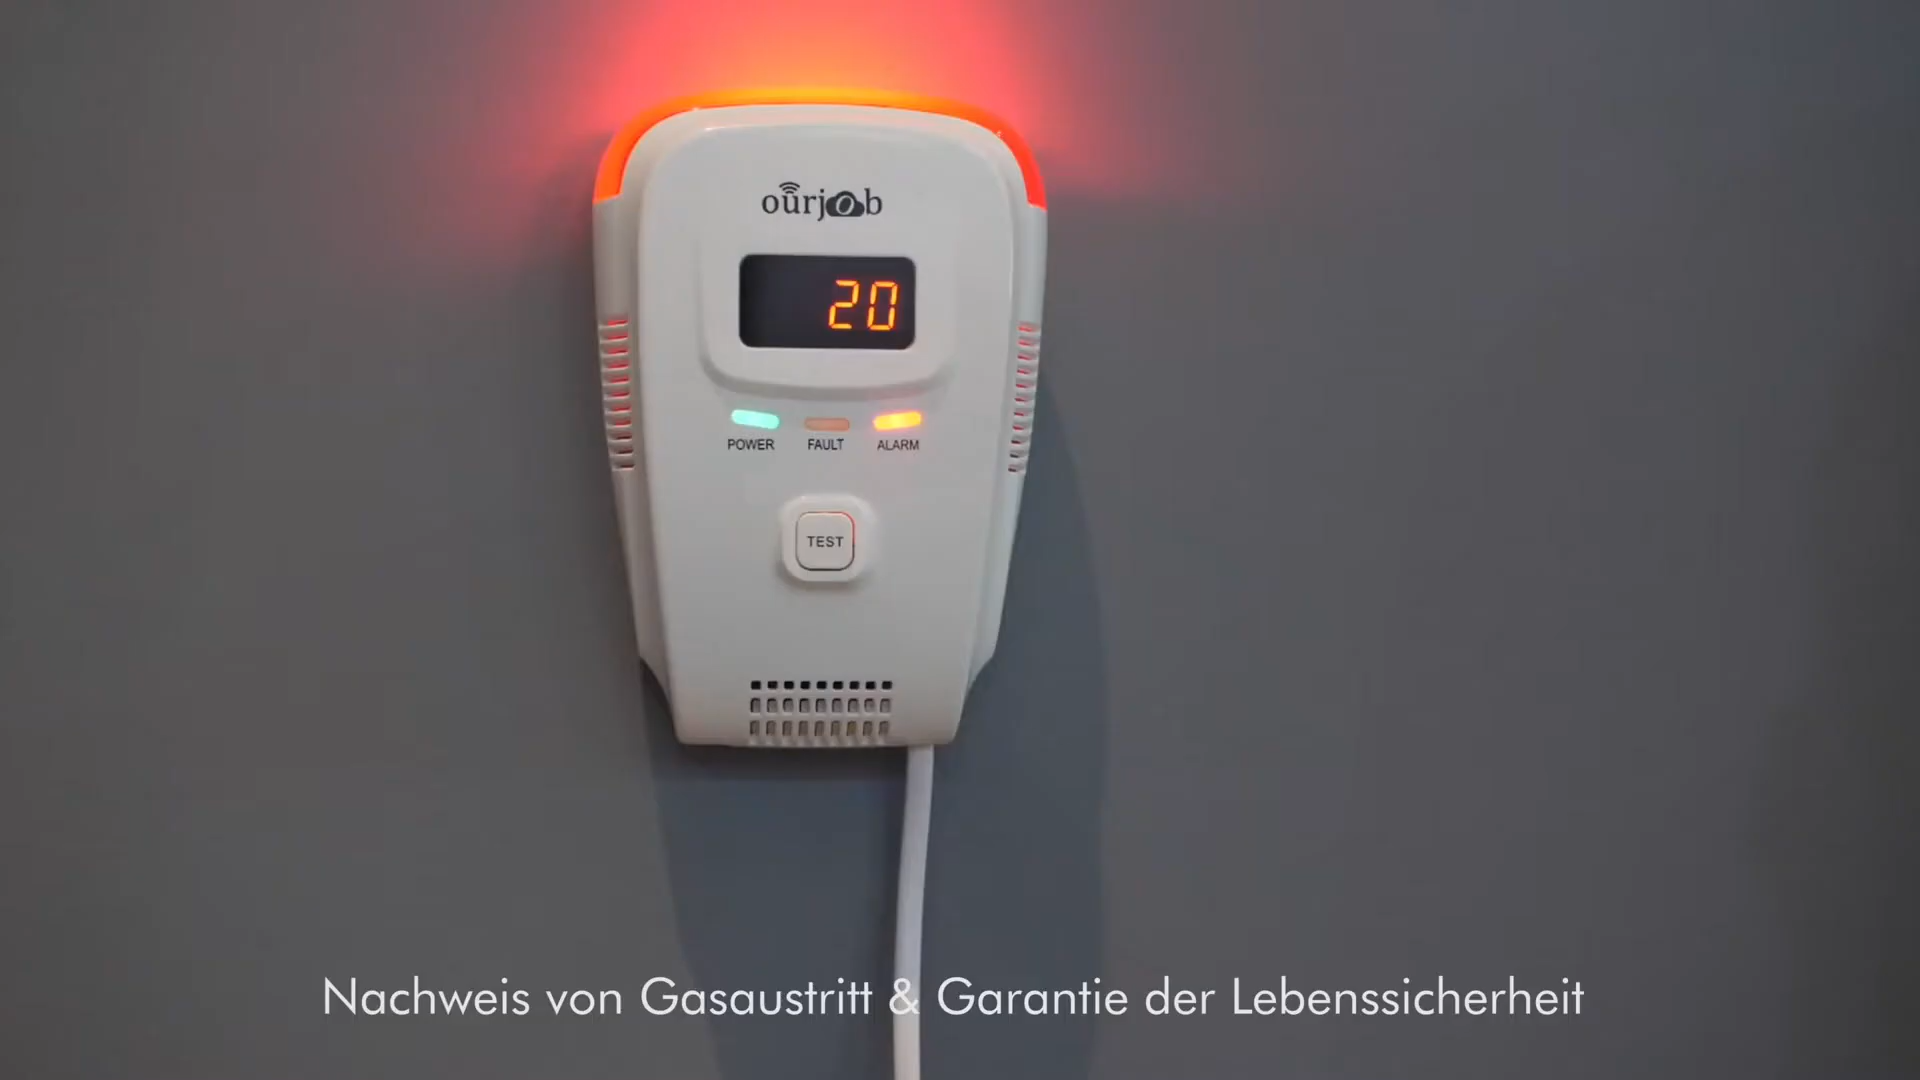 ourjob
20
POWER FAULT ALARM
TEST
Nachweis von Gasaustritt & Garantie der Lebenssicherheit